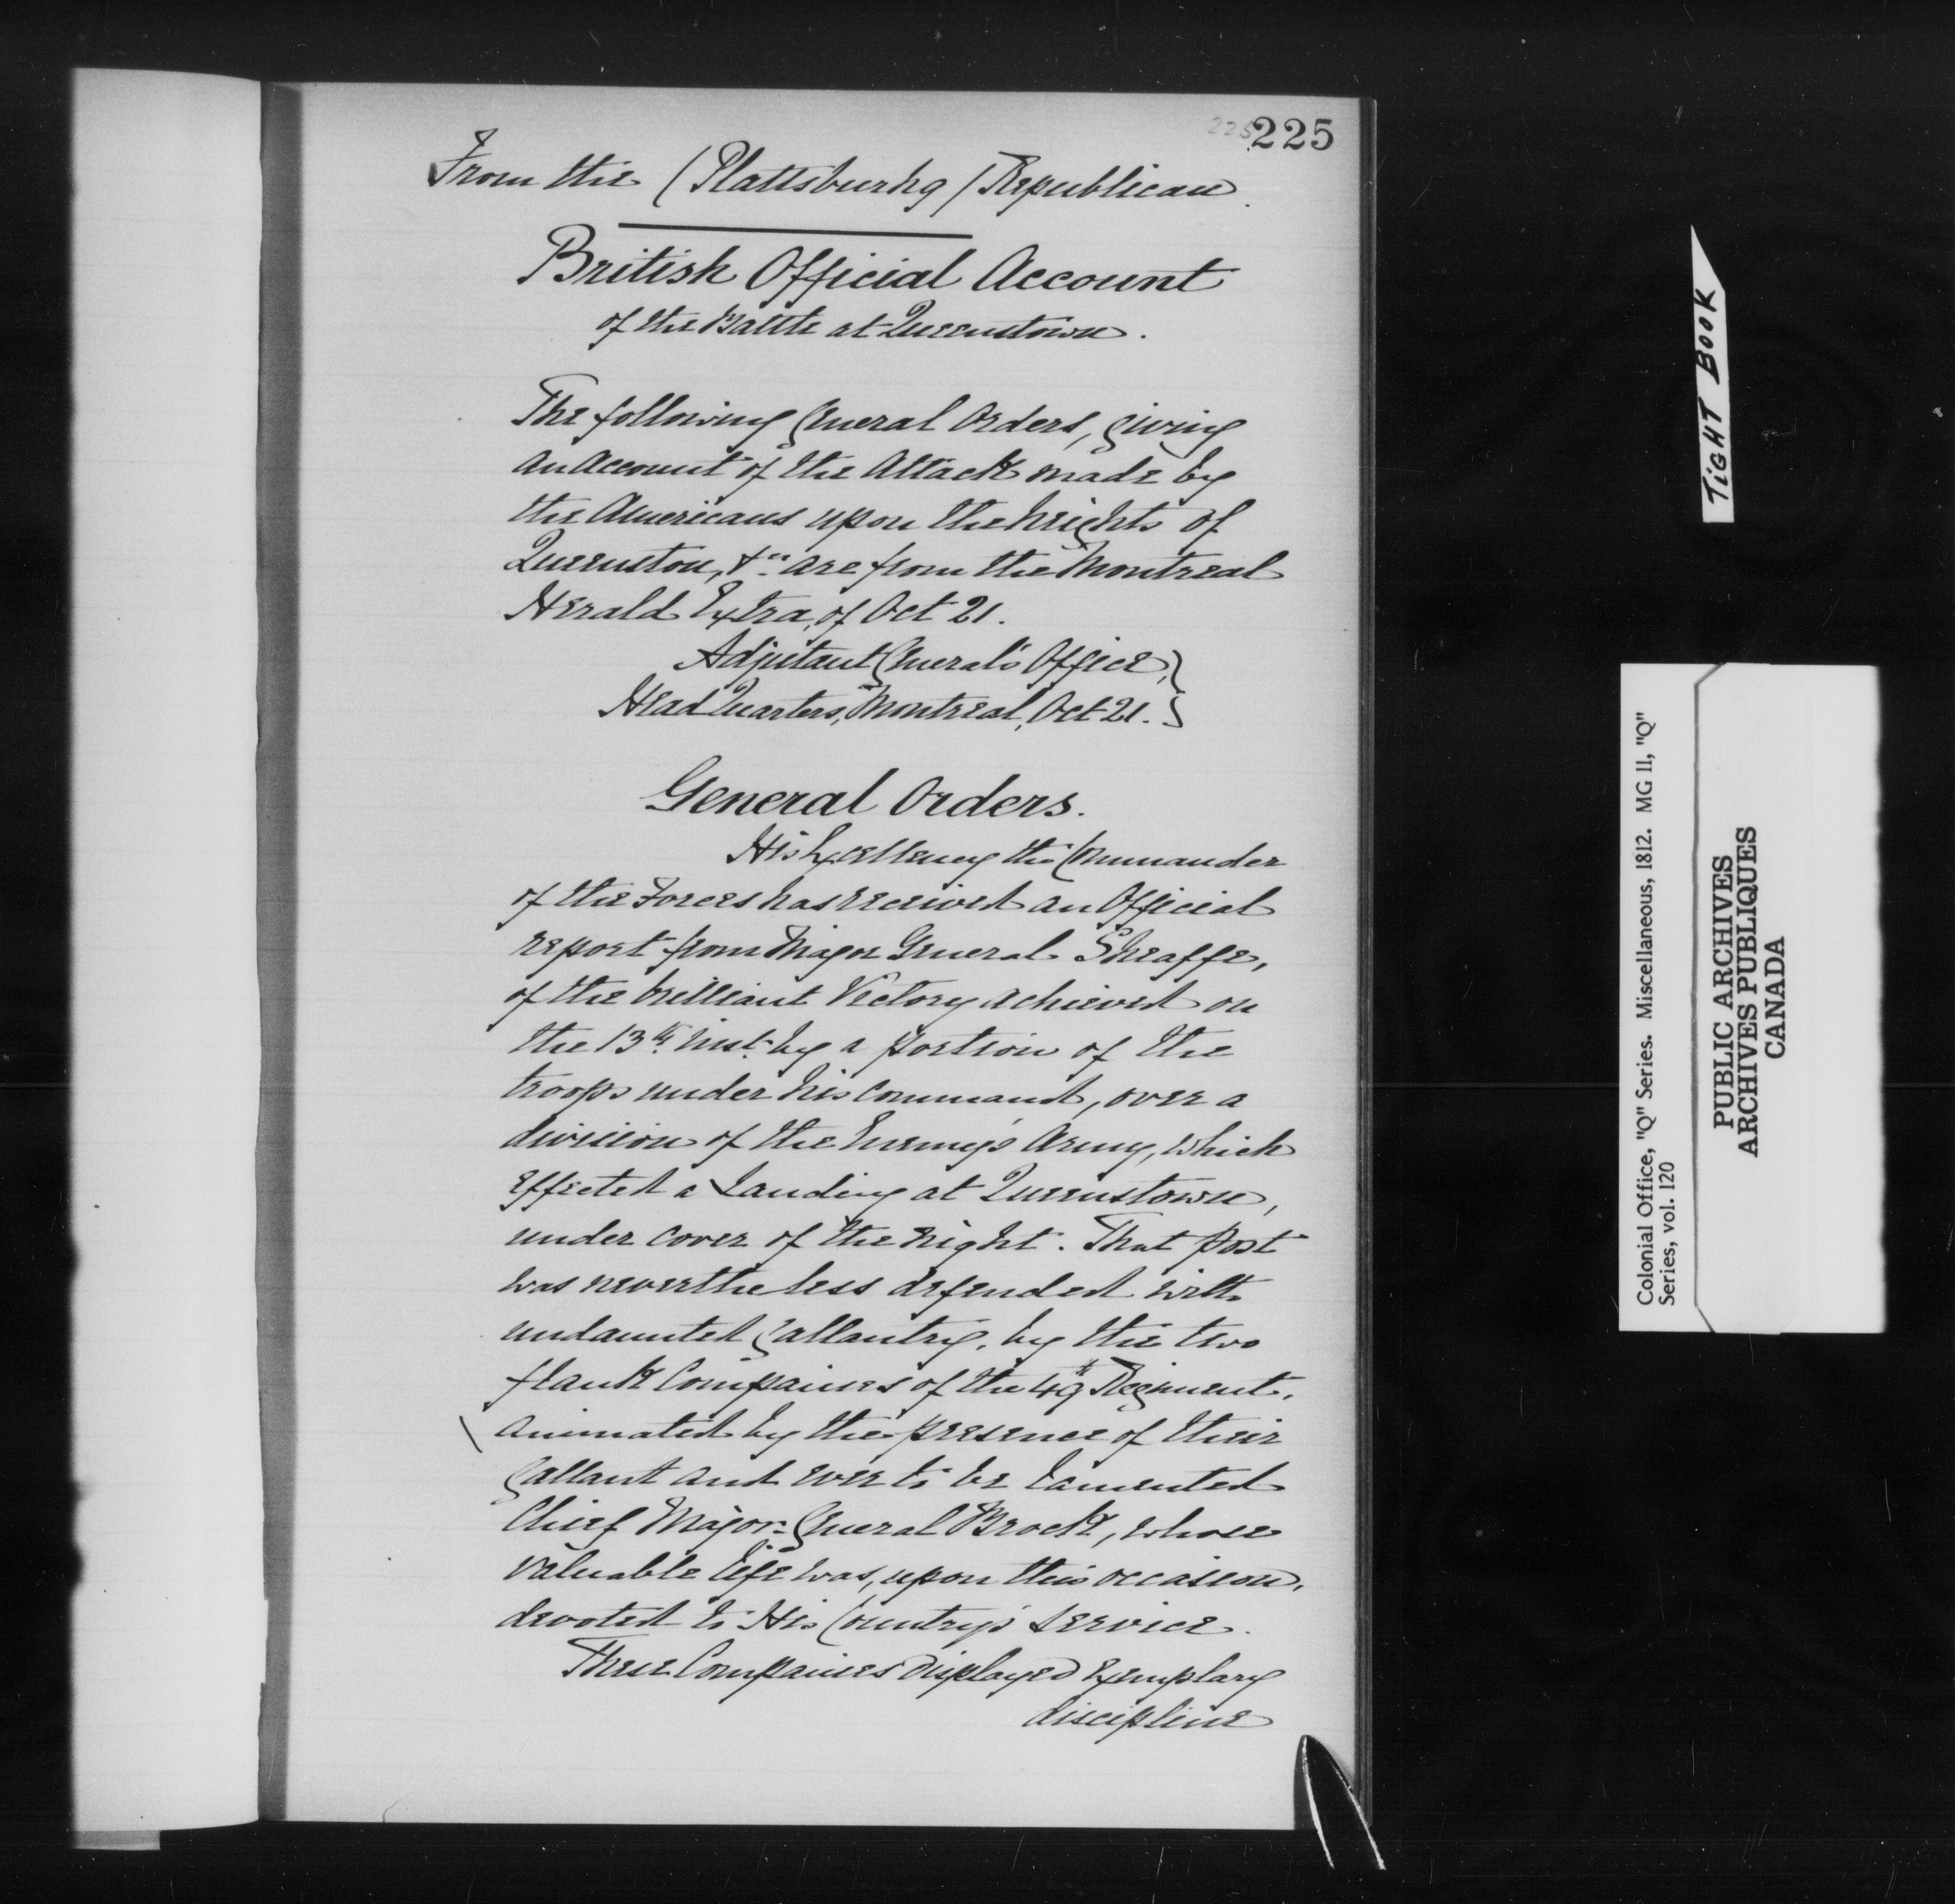 225 225
From the (Plattsburhg) Republican.
British Official Account
of the Battle at Queenstown.
The following General Orders, giving
an account of the Attack made by
the Americans upon the heights of
Queenston, &c. are from the Montreal
Herald Extra, of Oct 21.
Adjutant General's Office,}
Head Quarters, Montreal, Oct 21.}
General Orders.
His Excellency the Commander
of the Forces has received an Official
report from Major General Sheaffe,
of the brilliant Victory achieved on
the 13th inst. by a portion of the
troops under his command, over a
division of the Enemy's Army, which
effected a Landing at Queenstown,
under cover of the night. That post
was nevertheless defended with
undaunted gallantry, by the two
flank Companies of the 49th Regiment,
animated by the presence of their
gallant and ever to be lamented
Chief Major-General Brock, whose
valuable life was, upon this occasion,
devoted to His Country's service.
These Companies displayed exemplary
discipline
TIGHT BOOK
Colonial Office, "Q" Series. Miscellaneous, 1812. MG 11, "Q"
Series, vol. 120
PUBLIC ARCHIVES
ARCHIVES PUBLIQUES
CANADA